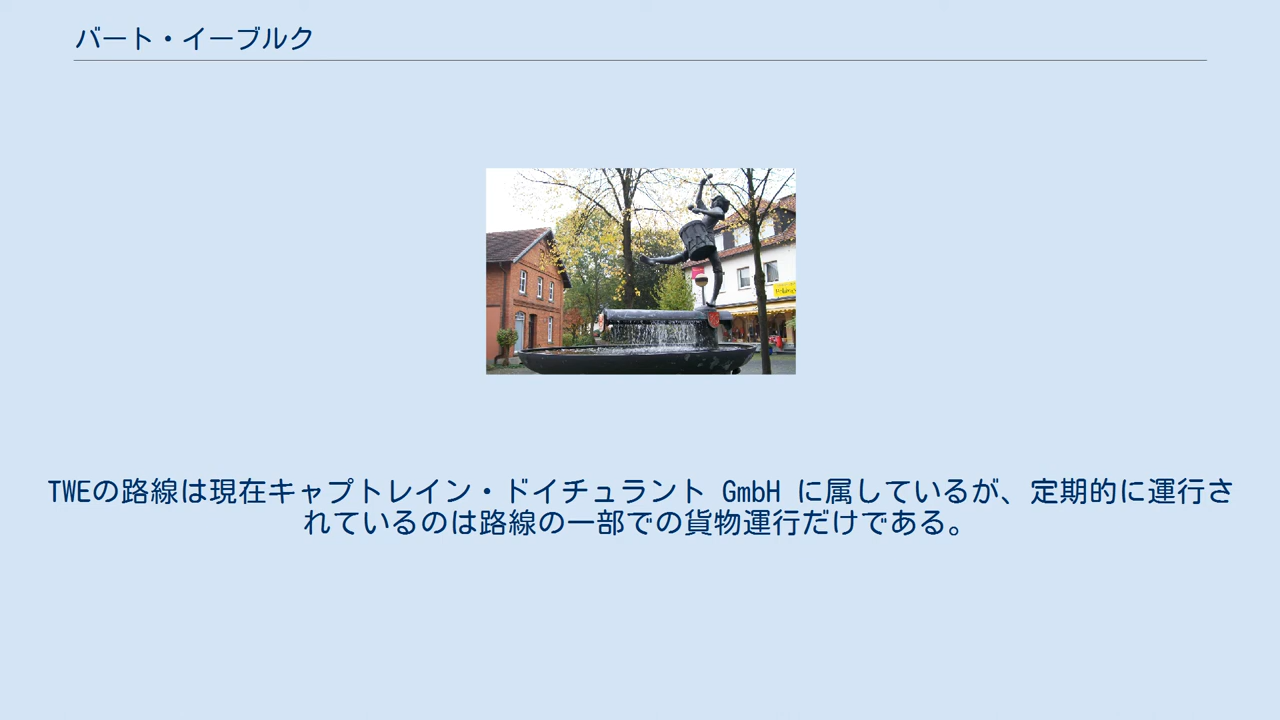 バート・イーブルク
TWEの路線は現在キャプトレイン・ドイチュラント GmbH に属しているが、定期的に運行さ
れているのは路線の一部での貨物運行だけである。